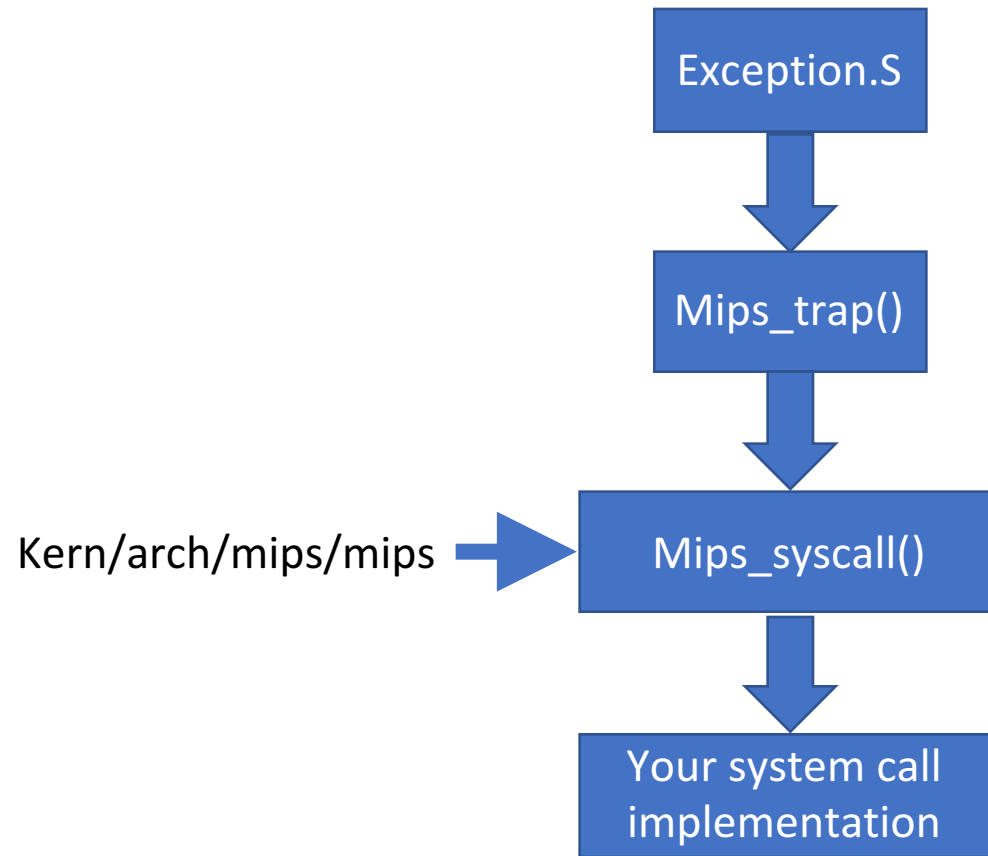 Exception.S
Mips_trap()
Kern/arch/mips/mips
Mips_syscall()
Your system call
implementation